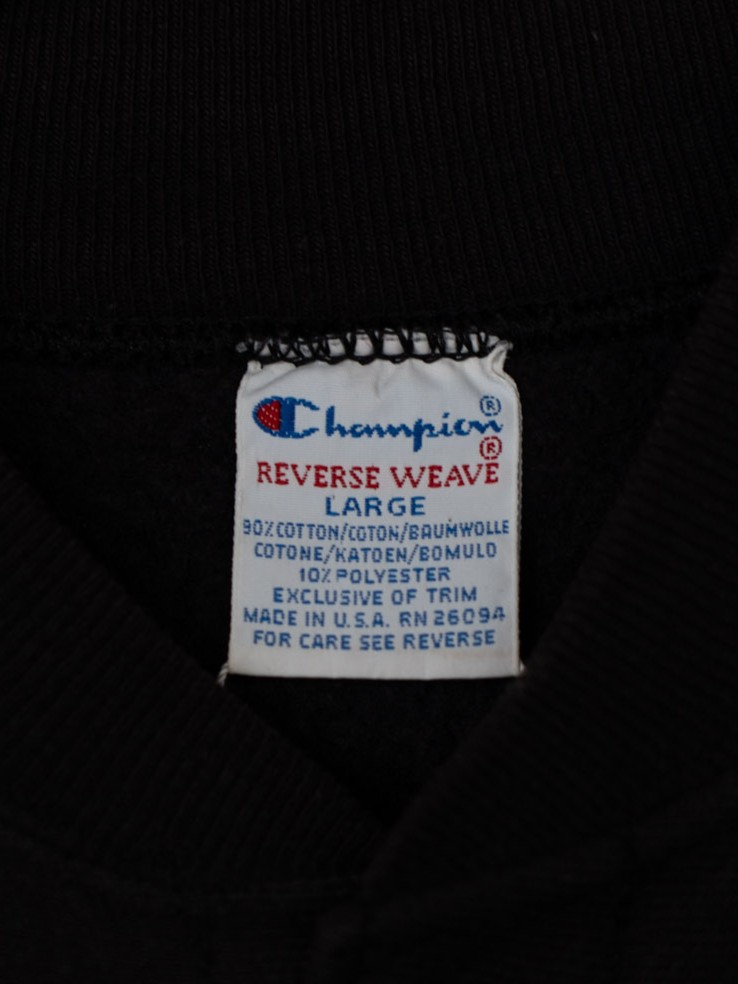 Champion®
REVERSE WEAVE®
LARGE
90% COTTON/COTON/BAUMWOLLE
COTONE/KATOEN/BOMULD
10% POLYESTER
EXCLUSIVE OF TRIM
MADE IN U.S.A. RN 26094
FOR CARE SEE REVERSE